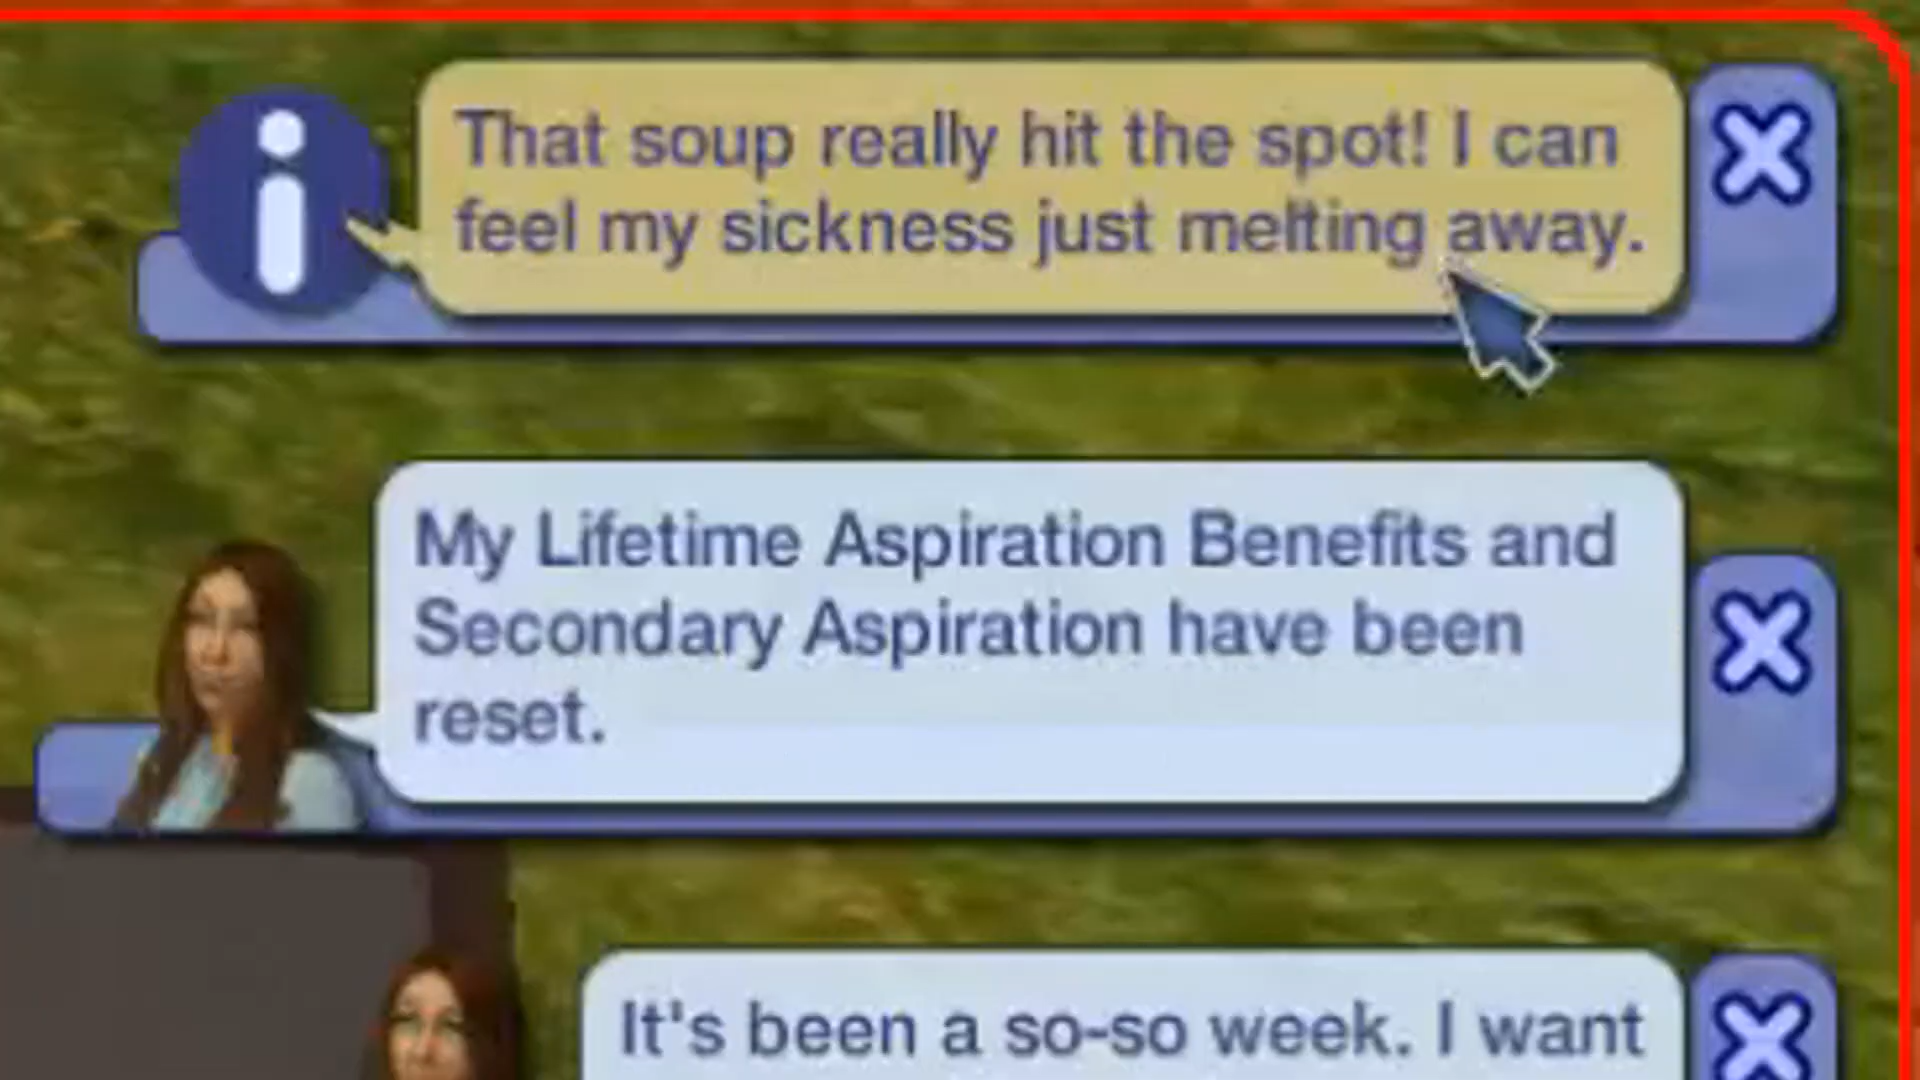 That soup really hit the spot! I can
feel my sickness just melting away.
My Lifetime Aspiration Benefits and
Secondary Aspiration have been
reset.
It's been a so-so week. I want